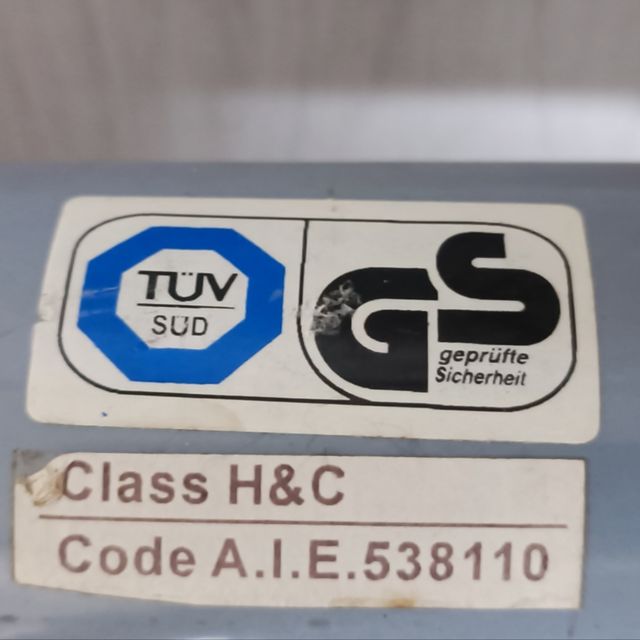 TÜV
SÜD
GS
geprüfte
Sicherheit
Class H&C
Code A.I.E.538110